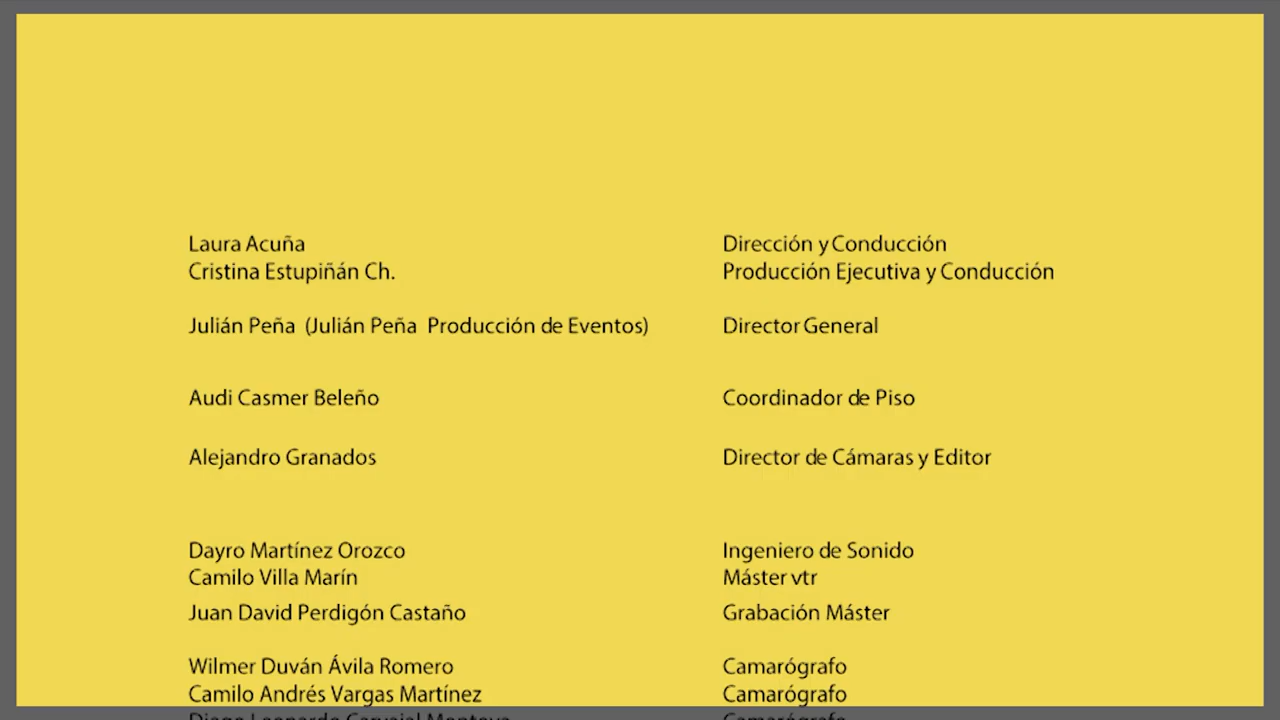 Laura Acuña Dirección y Conducción
Cristina Estupiñán Ch. Producción Ejecutiva y Conducción
Julián Peña (Julián Peña Producción de Eventos) Director General
Audi Casmer Beleño Coordinador de Piso
Alejandro Granados Director de Cámaras y Editor
Dayro Martínez Orozco Ingeniero de Sonido
Camilo Villa Marín Máster vtr
Juan David Perdigón Castaño Grabación Máster
Wilmer Duván Ávila Romero Camarógrafo
Camilo Andrés Vargas Martínez Camarógrafo